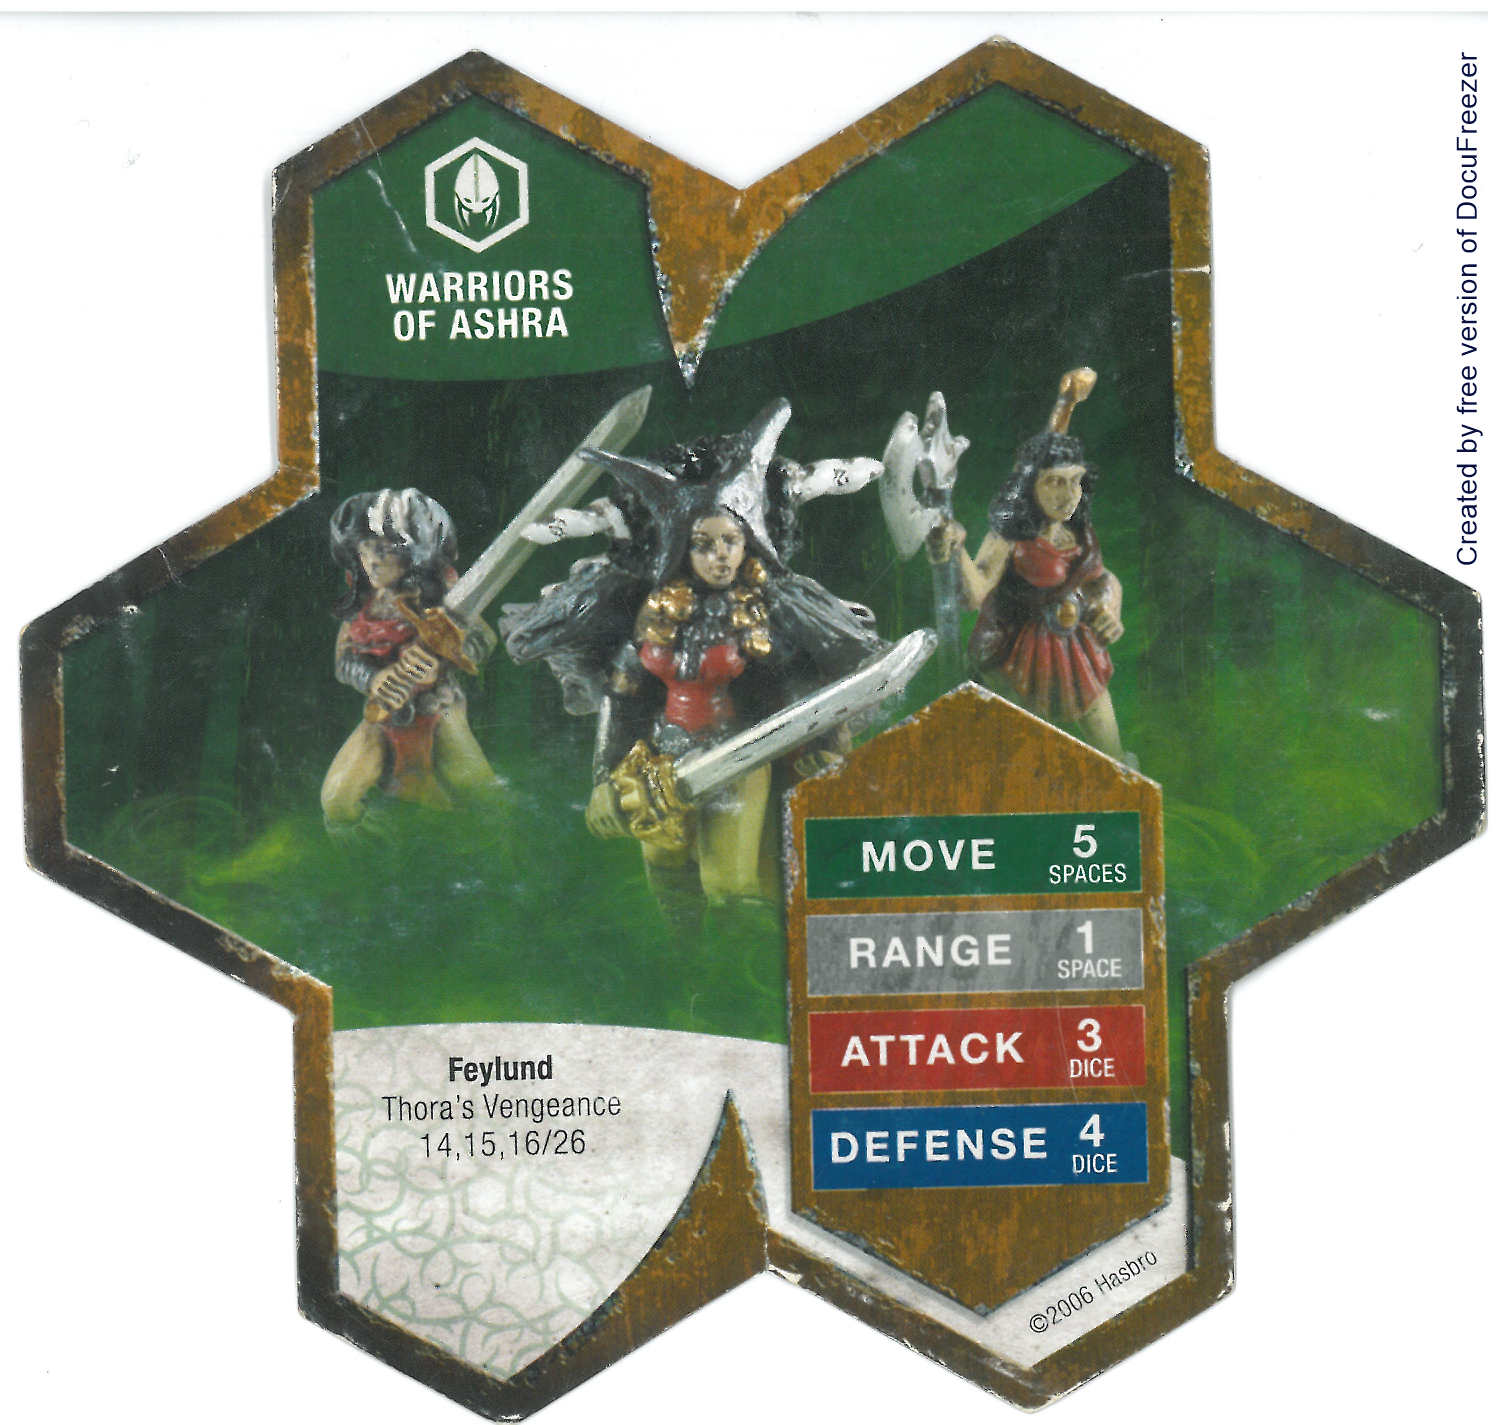 WARRIORS
OF ASHRA
MOVE 5
SPACES
RANGE 1
SPACE
ATTACK 3
DICE
DEFENSE 4
DICE
Feylund
Thora's Vengeance
14,15,16/26
©2006 Hasbro
Created by free version of DocuFreezer